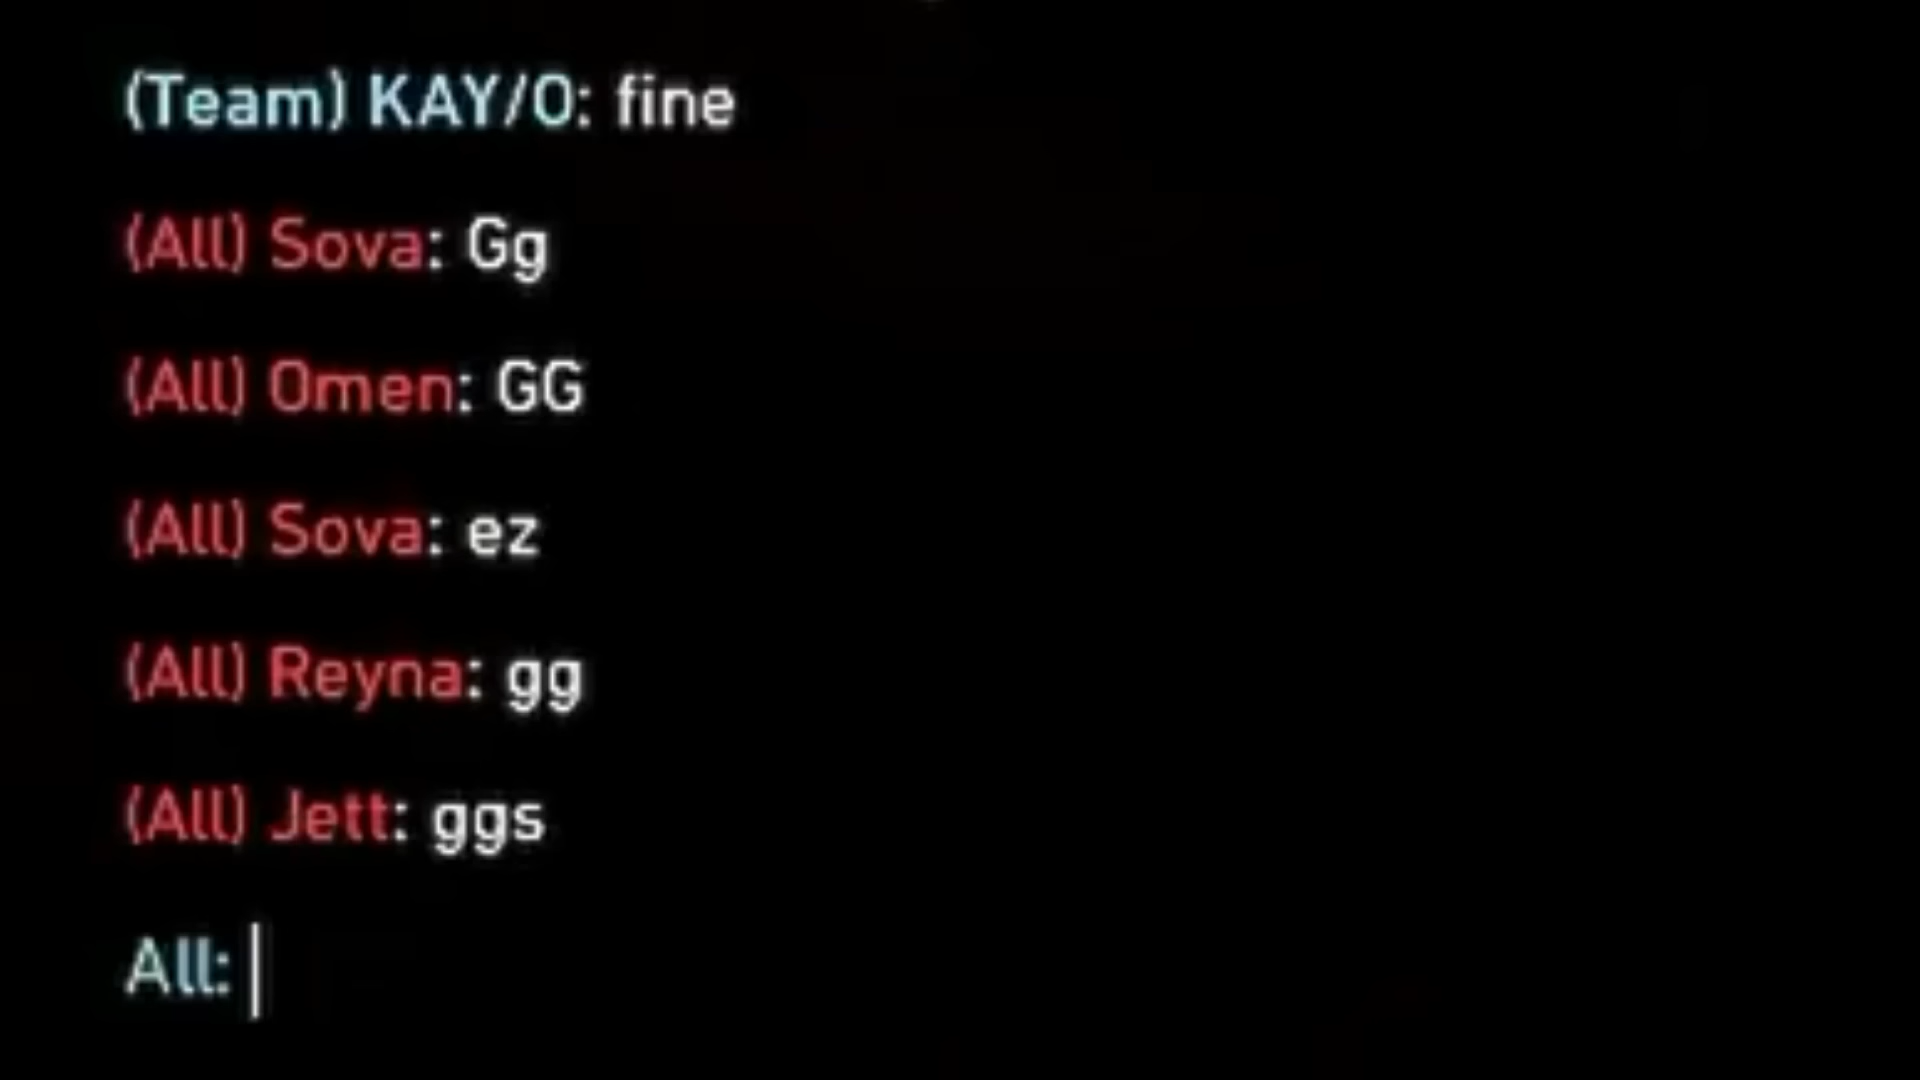 (Team) KAY/O: fine
(All) Sova: Gg
(All) Omen: GG
(All) Sova: ez
(All) Reyna: gg
(All) Jett: ggs
All: